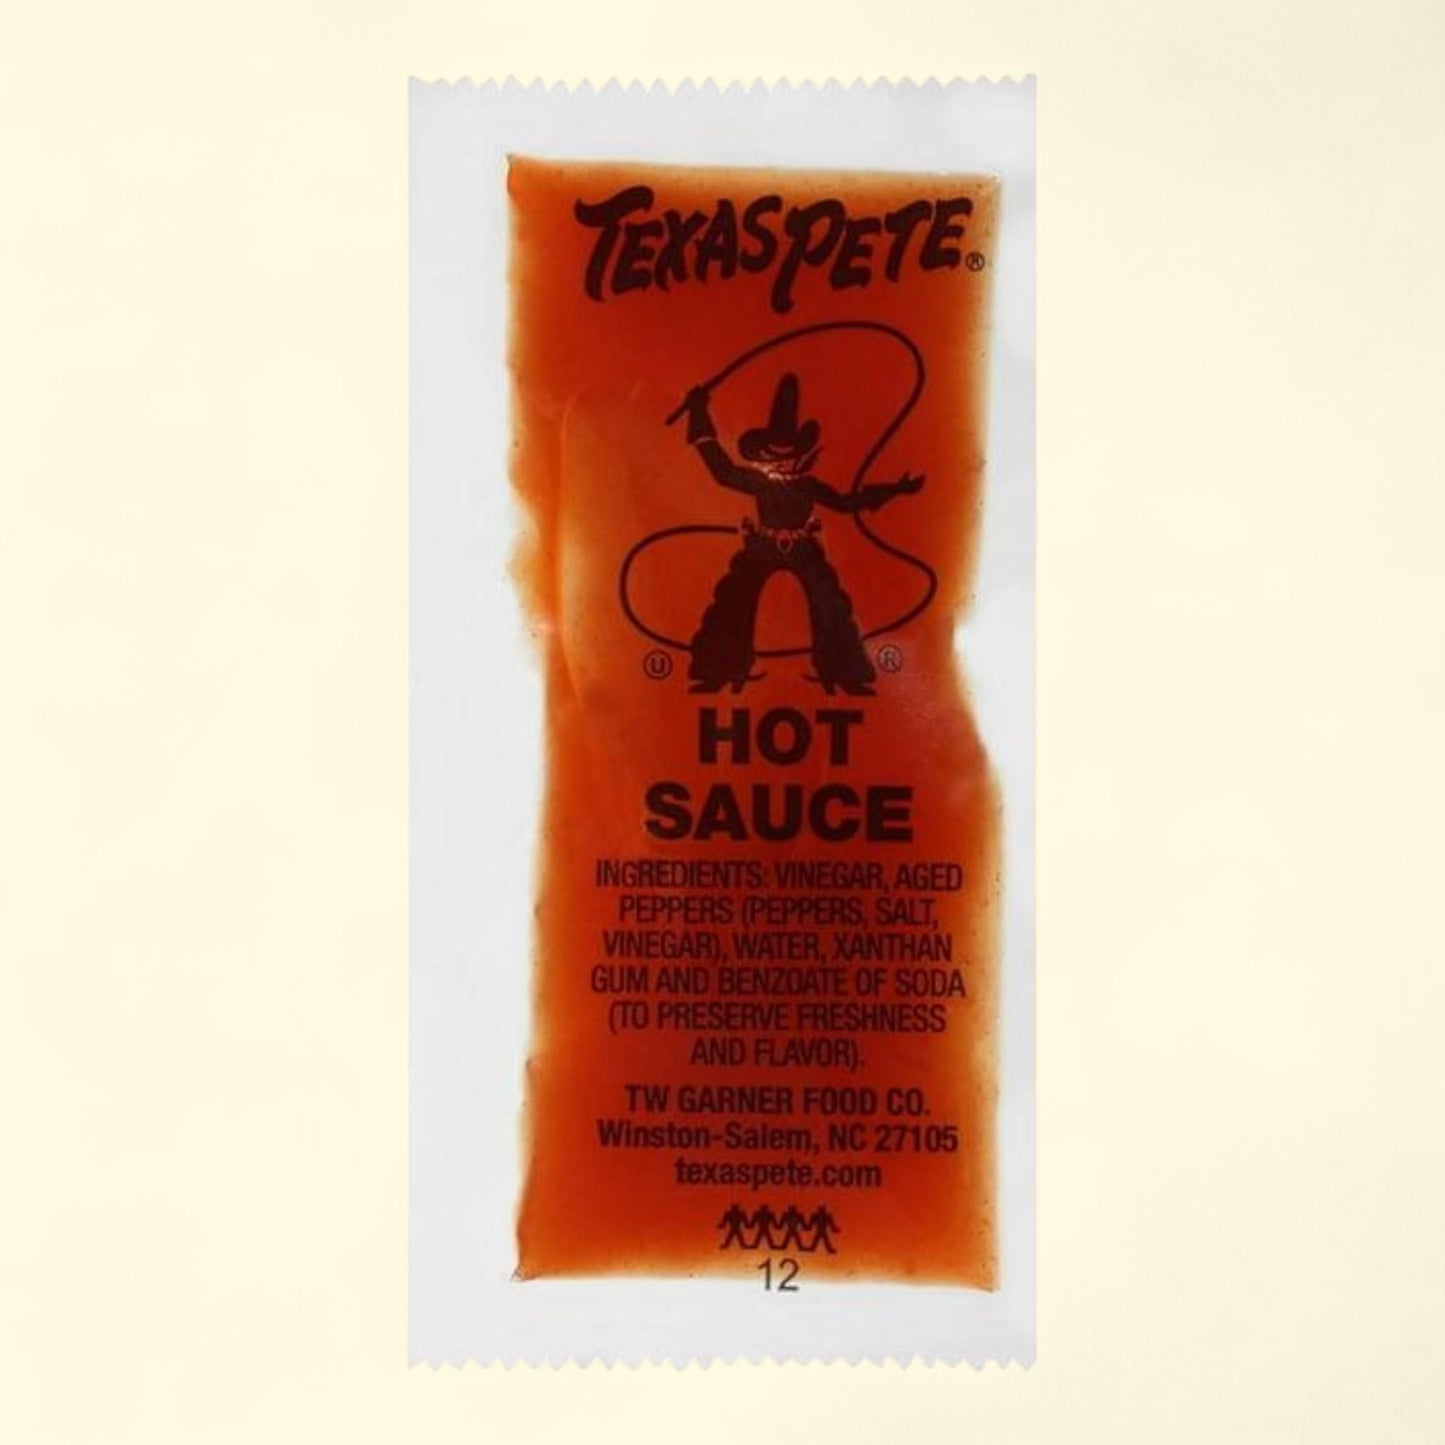 TEXAS PETE®
U ®
HOT
SAUCE
INGREDIENTS: VINEGAR, AGED
PEPPERS (PEPPERS, SALT,
VINEGAR), WATER, XANTHAN
GUM AND BENZOATE OF SODA
(TO PRESERVE FRESHNESS
AND FLAVOR).
TW GARNER FOOD CO.
Winston-Salem, NC 27105
texaspete.com
12